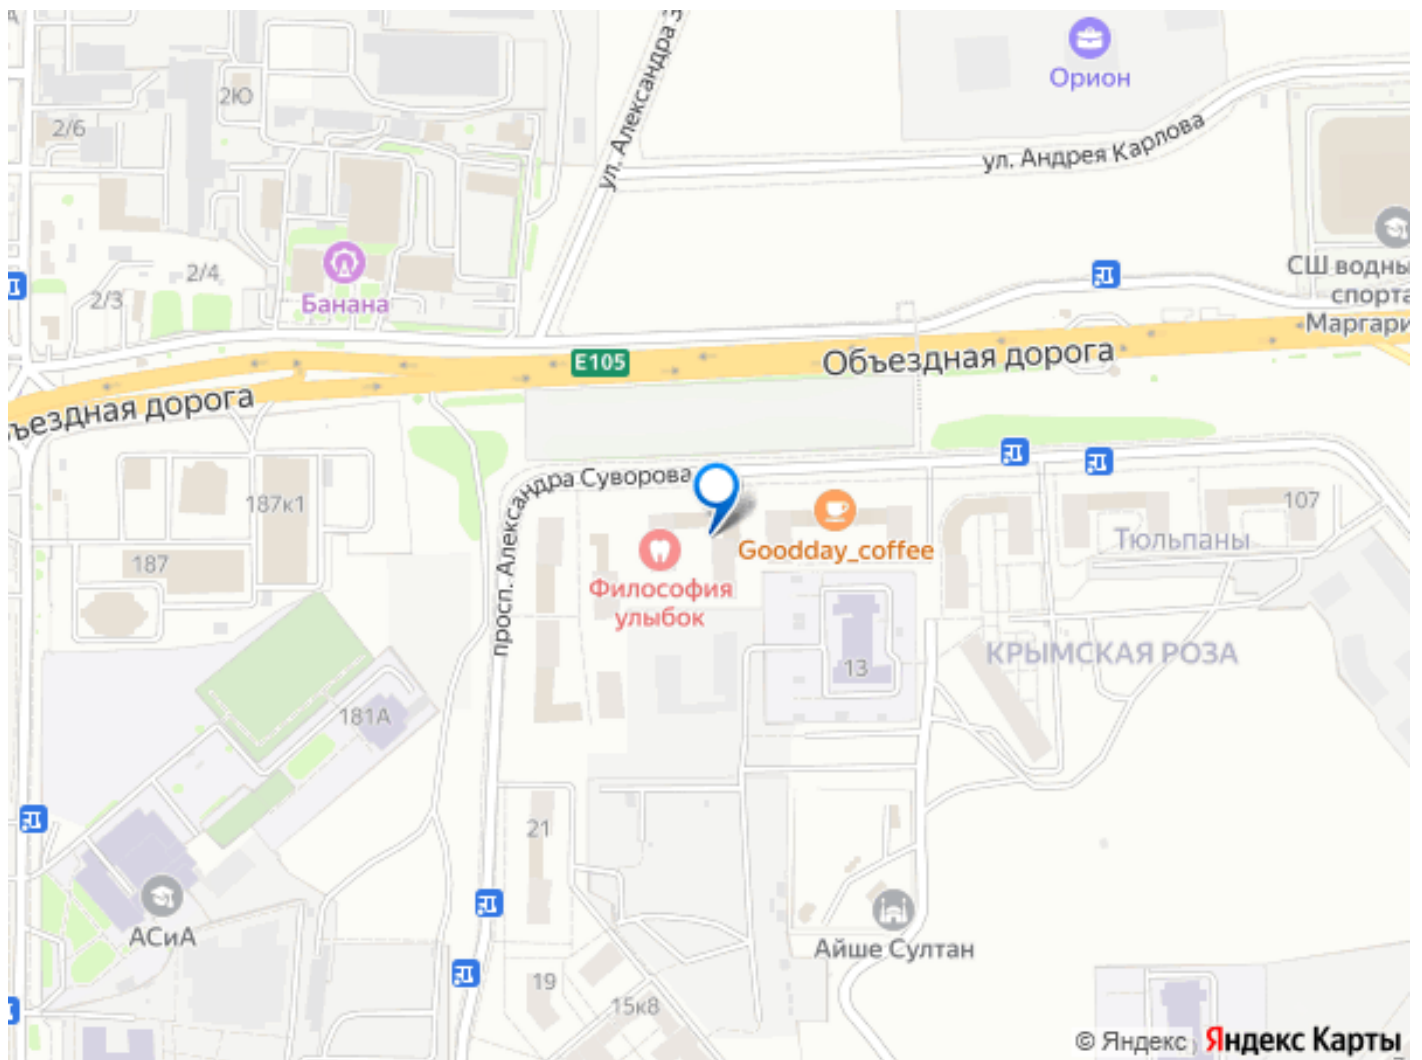 Орион
2Ю
2/6
ул. Александра З
ул. Андрея Карлова
СШ водны
спорта
Маргари
2/4
2/3
Банана
E105
Объездная дорога
ъездная дорога
просп. Александра Суворова
187к1
187
Goodday_coffee
107
Тюльпаны
Философия
улыбок
13
КРЫМСКАЯ РОЗА
181А
21
АСиА
Айше Султан
19
15к8
© Яндекс
Яндекс Карты